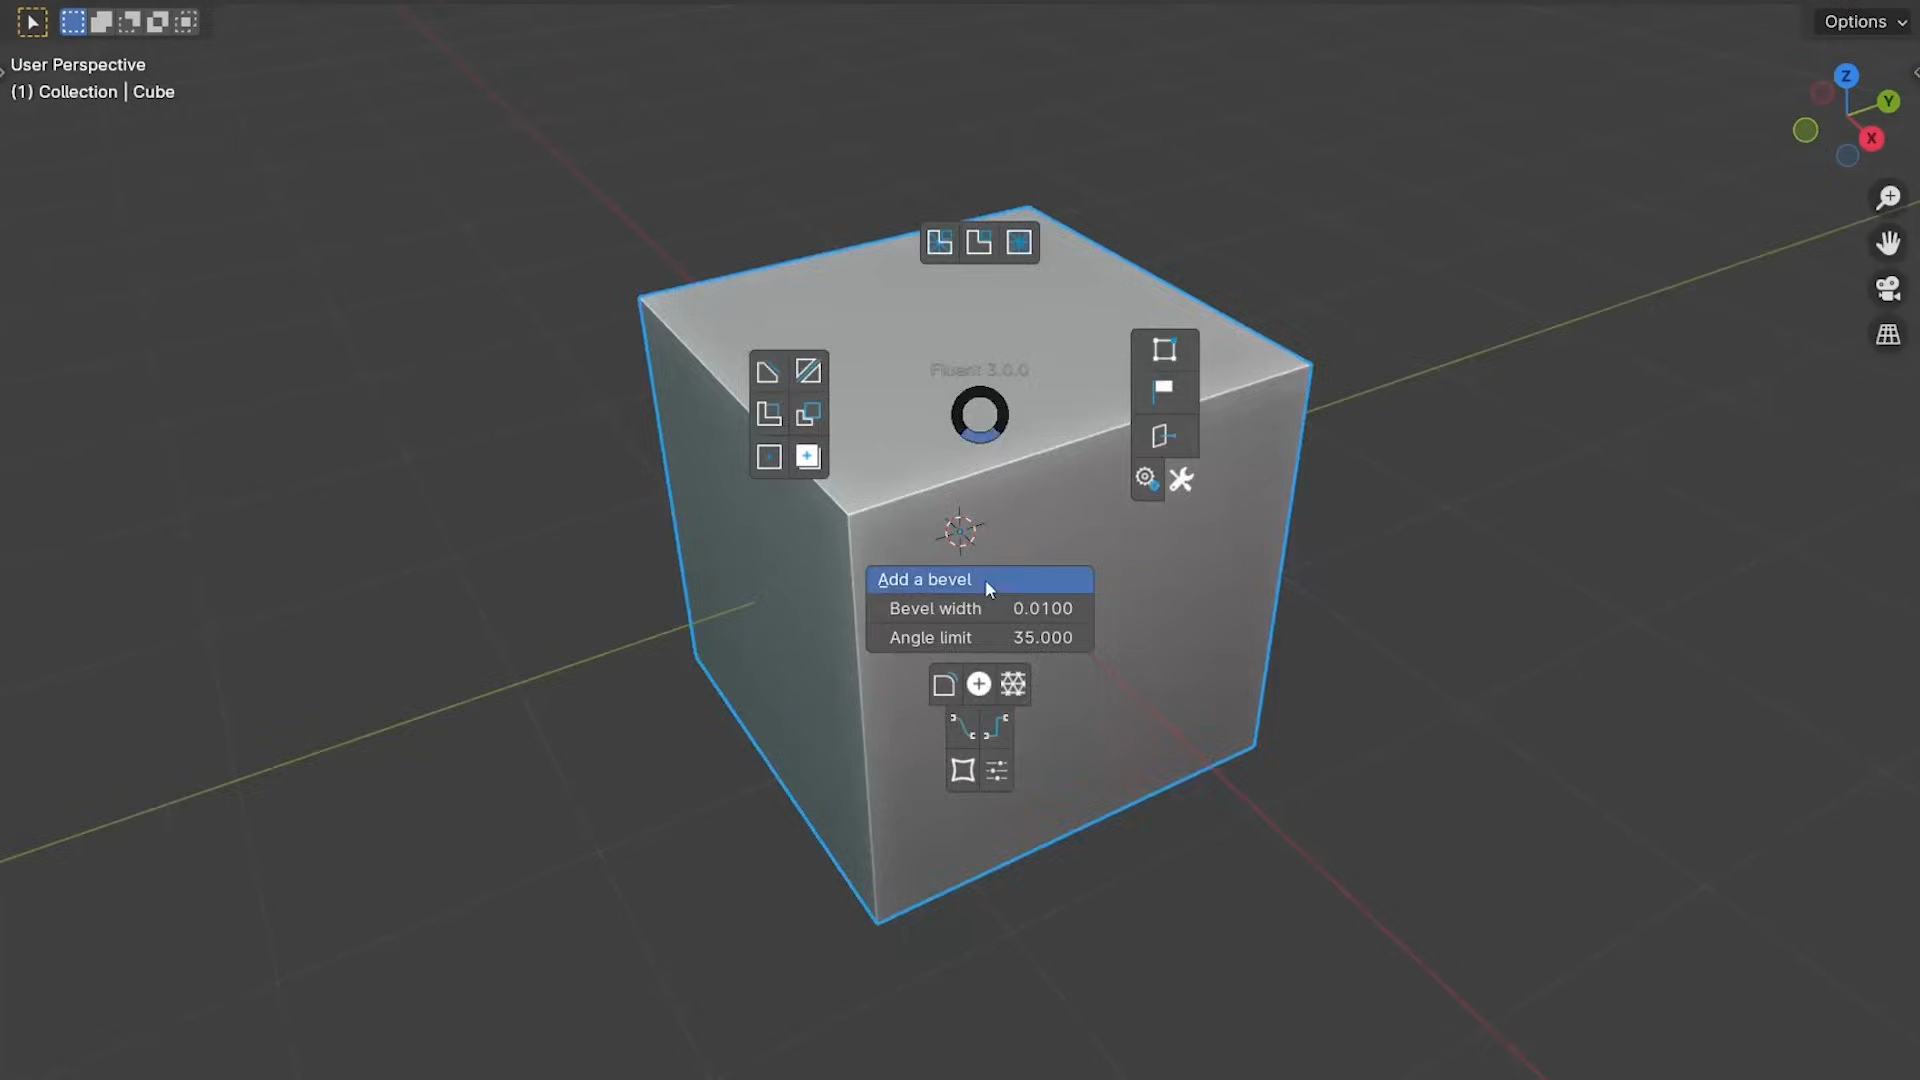 Options
User Perspective
(1) Collection | Cube
Z
Y
X
Fluent 3.0.0
Add a bevel
Bevel width 0.0100
Angle limit 35.000